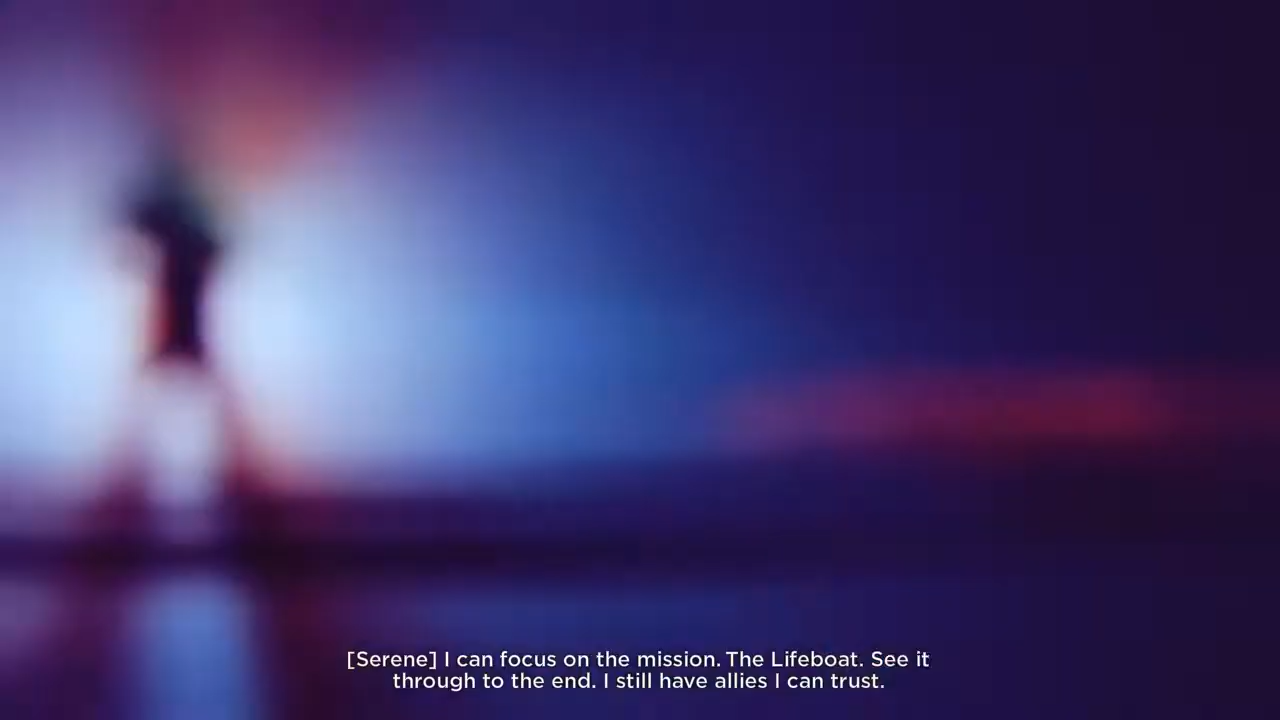 [Serene] I can focus on the mission. The Lifeboat. See it
through to the end. I still have allies I can trust.